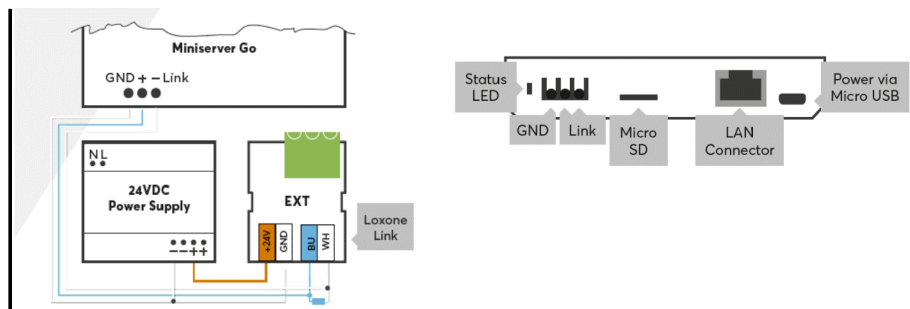 Miniserver Go
GND + − Link
N L
24VDC
Power Supply
− − + +
EXT
+24V
GND
BU
WH
Loxone
Link
Status
LED
GND
Link
Micro
SD
LAN
Connector
Power via
Micro USB